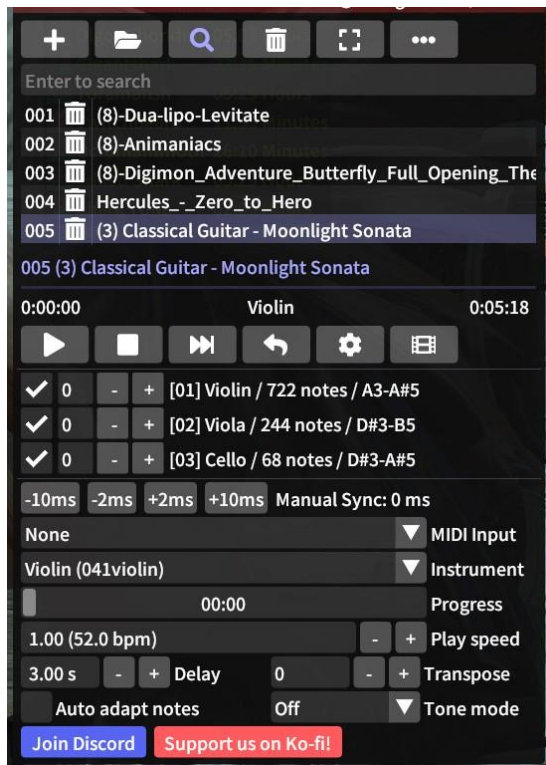 Enter to search
001 (8)-Dua-lipo-Levitate
002 (8)-Animaniacs
003 (8)-Digimon_Adventure_Butterfly_Full_Opening_The
004 Hercules_-_Zero_to_Hero
005 (3) Classical Guitar - Moonlight Sonata
005 (3) Classical Guitar - Moonlight Sonata
0:00:00 Violin 0:05:18
0 - + [01] Violin / 722 notes / A3-A#5
0 - + [02] Viola / 244 notes / D#3-B5
0 - + [03] Cello / 68 notes / D#3-A#5
-10ms -2ms +2ms +10ms Manual Sync: 0 ms
None MIDI Input
Violin (041violin) Instrument
00:00 Progress
1.00 (52.0 bpm) - + Play speed
3.00 s - + Delay 0 - + Transpose
Auto adapt notes Off Tone mode
Join Discord Support us on Ko-fi!